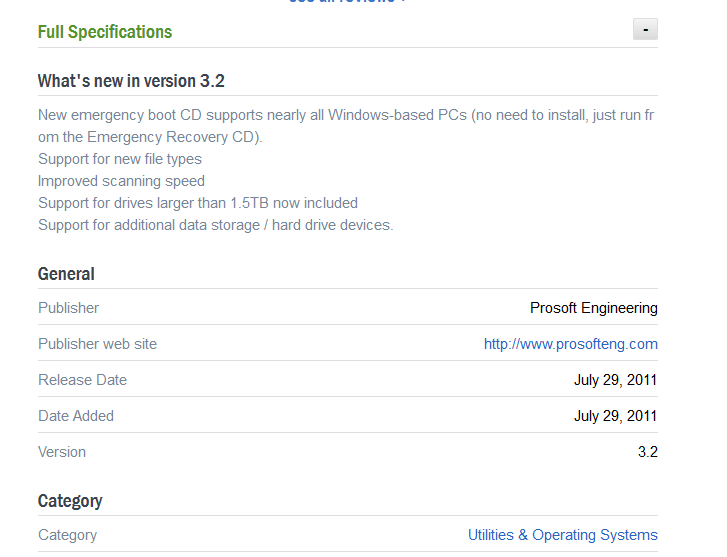 see all reviews
Full Specifications -
What's new in version 3.2
New emergency boot CD supports nearly all Windows-based PCs (no need to install, just run fr
om the Emergency Recovery CD).
Support for new file types
Improved scanning speed
Support for drives larger than 1.5TB now included
Support for additional data storage / hard drive devices.
General
Publisher Prosoft Engineering
Publisher web site http://www.prosofteng.com
Release Date July 29, 2011
Date Added July 29, 2011
Version 3.2
Category
Category Utilities & Operating Systems